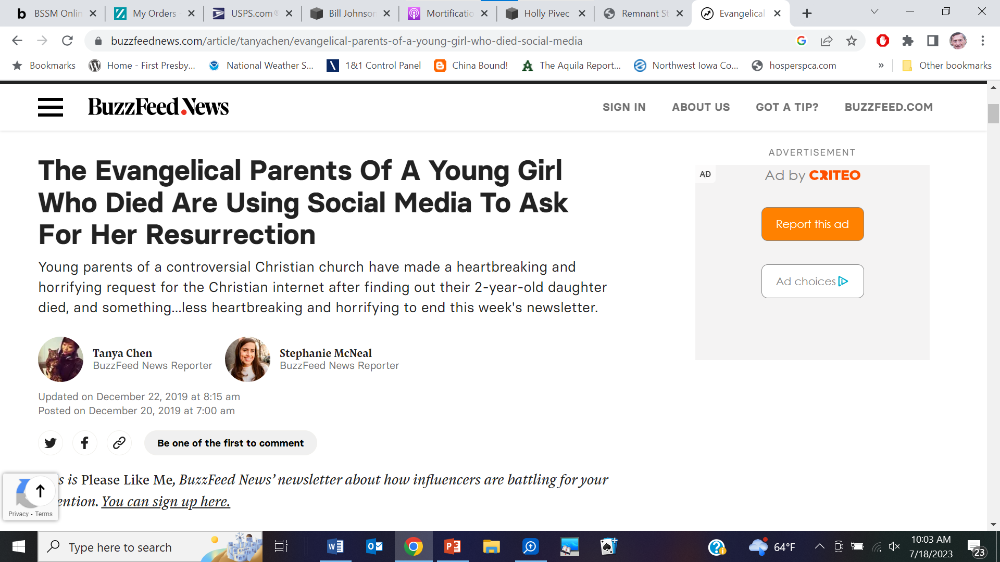 BSSM Onlin
My Orders
USPS.com®
Bill Johnson
Mortificatio
Holly Pivec
Remnant St
Evangelical
buzzfeednews.com/article/tanyachen/evangelical-parents-of-a-young-girl-who-died-social-media
Bookmarks
Home - First Presby...
National Weather S...
1&1 Control Panel
China Bound!
The Aquila Report...
Northwest Iowa Co...
hosperspca.com
»
Other bookmarks
BuzzFeed News
SIGN IN
ABOUT US
GOT A TIP?
BUZZFEED.COM
The Evangelical Parents Of A Young Girl
Who Died Are Using Social Media To Ask
For Her Resurrection
Young parents of a controversial Christian church have made a heartbreaking and
horrifying request for the Christian internet after finding out their 2-year-old daughter
died, and something...less heartbreaking and horrifying to end this week's newsletter.
ADVERTISEMENT
AD
Ad by CRITEO
Report this ad
Ad choices
Tanya Chen
BuzzFeed News Reporter
Stephanie McNeal
BuzzFeed News Reporter
Updated on December 22, 2019 at 8:15 am
Posted on December 20, 2019 at 7:00 am
Be one of the first to comment
s is Please Like Me, BuzzFeed News’ newsletter about how influencers are battling for your
ention. You can sign up here.
Privacy - Terms
Type here to search
64°F
10:03 AM
7/18/2023
23